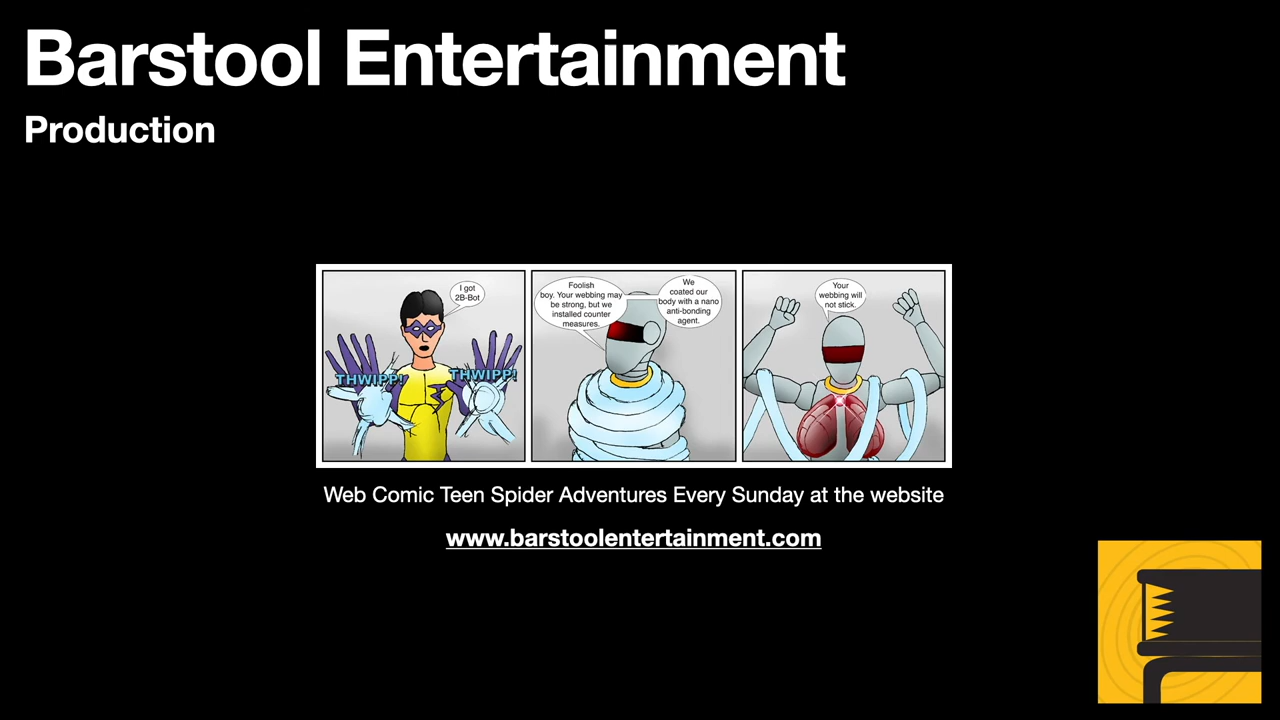 Barstool Entertainment
Production
I got
2B-Bot
THWIPP!
THWIPP!
Foolish
boy. Your webbing may
be strong, but we
installed counter
measures.
We
coated our
body with a nano
anti-bonding
agent.
Your
webbing will
not stick.
Web Comic Teen Spider Adventures Every Sunday at the website
www.barstoolentertainment.com